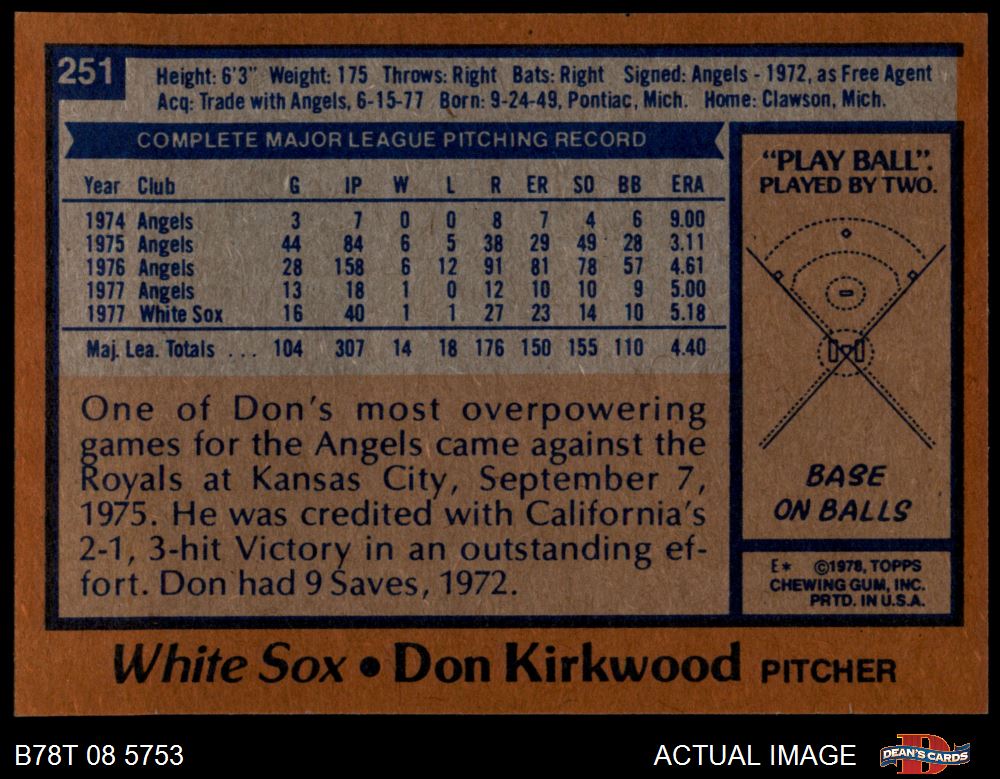 251
Height: 6'3" Weight: 175 Throws: Right Bats: Right Signed: Angels - 1972, as Free Agent
Acq: Trade with Angels, 6-15-77 Born: 9-24-49, Pontiac, Mich. Home: Clawson, Mich.
COMPLETE MAJOR LEAGUE PITCHING RECORD
Year Club G IP W L R ER SO BB ERA
1974 Angels 3 7 0 0 8 7 4 6 9.00
1975 Angels 44 84 6 5 38 29 49 28 3.11
1976 Angels 28 158 6 12 91 81 78 57 4.61
1977 Angels 13 18 1 0 12 10 10 9 5.00
1977 White Sox 16 40 1 1 27 23 14 10 5.18
Maj. Lea. Totals ... 104 307 14 18 176 150 155 110 4.40
One of Don's most overpowering
games for the Angels came against the
Royals at Kansas City, September 7,
1975. He was credited with California's
2-1, 3-hit Victory in an outstanding ef-
fort. Don had 9 Saves, 1972.
"PLAY BALL".
PLAYED BY TWO.
BASE
ON BALLS
E* ©1978, TOPPS
CHEWING GUM, INC.
PRTD. IN U.S.A.
White Sox • Don Kirkwood PITCHER
B78T 08 5753
ACTUAL IMAGE
DEAN'S CARDS